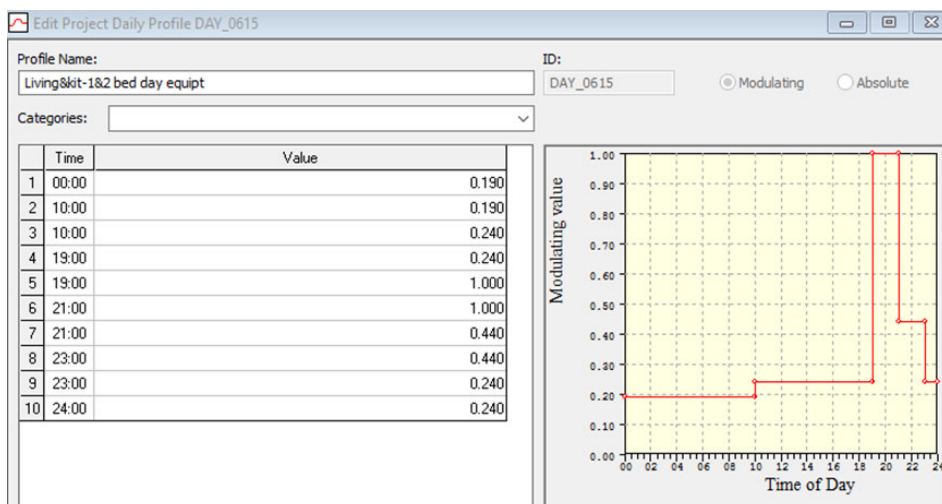 Edit Project Daily Profile DAY_0615
Profile Name:
ID:
Living&kit-1&2 bed day equipt
DAY_0615
Modulating
Absolute
Categories:
Time Value
1 00:00 0.190
2 10:00 0.190
3 10:00 0.240
4 19:00 0.240
5 19:00 1.000
6 21:00 1.000
7 21:00 0.440
8 23:00 0.440
9 23:00 0.240
10 24:00 0.240
Modulating value
1.00
0.90
0.80
0.70
0.60
0.50
0.40
0.30
0.20
0.10
0.00
00 02 04 06 08 10 12 14 16 18 20 22 24
Time of Day